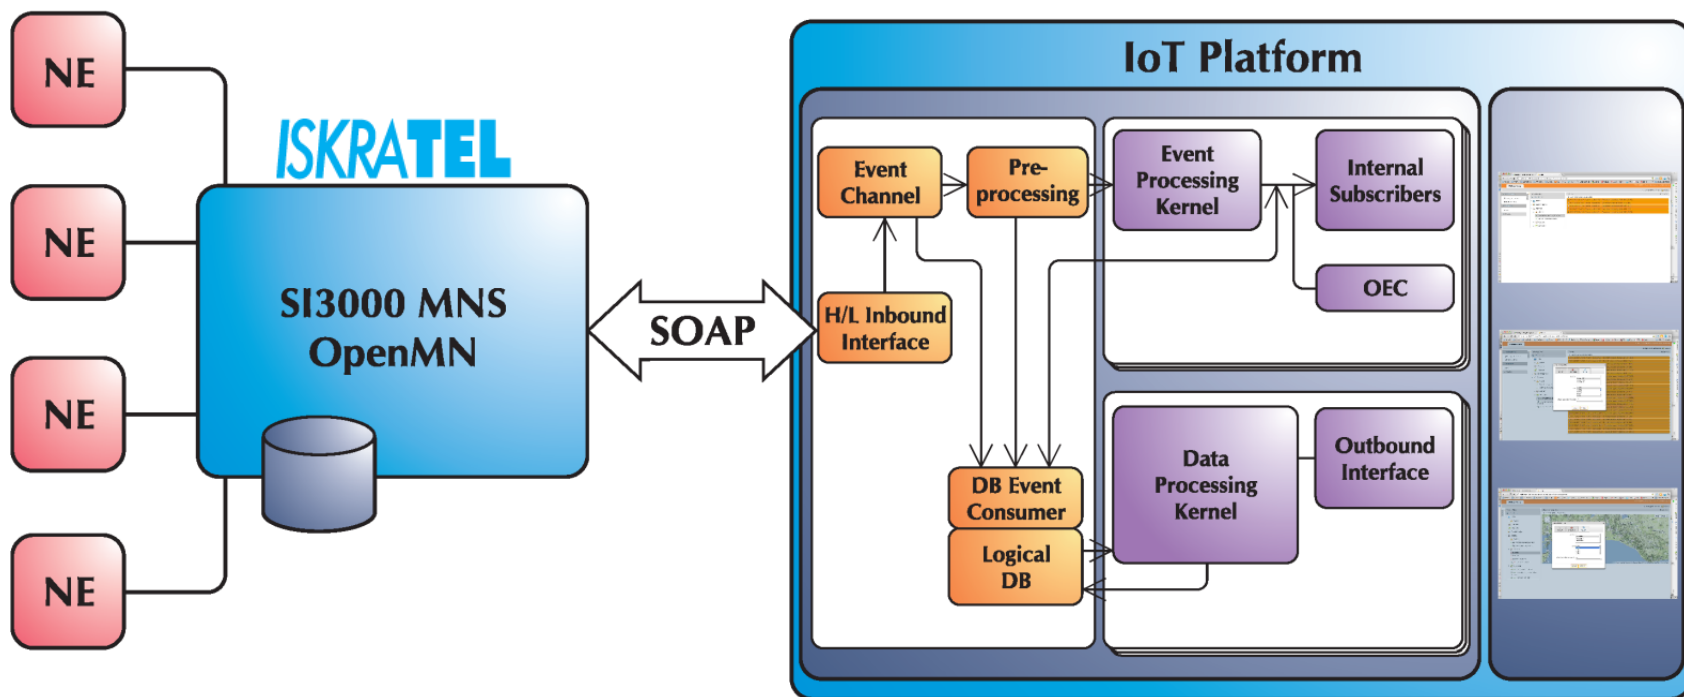 NE
NE
NE
NE
ISKRATEL
SI3000 MNS
OpenMN
SOAP
IoT Platform
Event
Channel
Pre-
processing
H/L Inbound
Interface
DB Event
Consumer
Logical
DB
Event
Processing
Kernel
Internal
Subscribers
OEC
Data
Processing
Kernel
Outbound
Interface